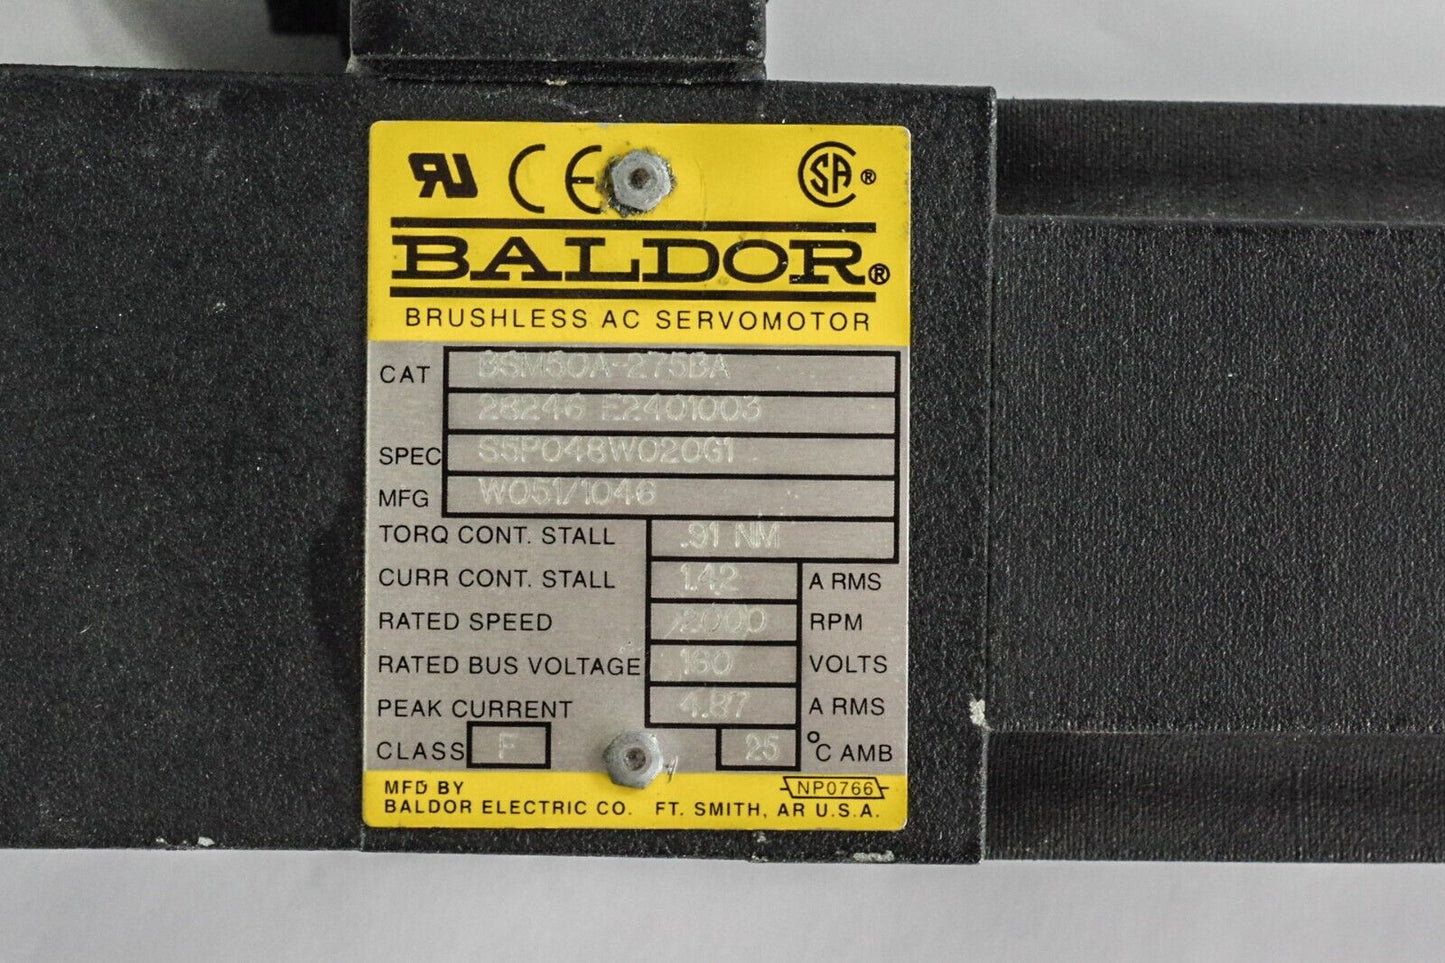 CE SA®
BALDOR®
BRUSHLESS AC SERVOMOTOR
CAT BSM50A-275BA
28246 E2401003
SPEC S5P048W020G1
MFG W051/1046
TORQ CONT. STALL .91 NM
CURR CONT. STALL 1.42 A RMS
RATED SPEED 2000 RPM
RATED BUS VOLTAGE 160 VOLTS
PEAK CURRENT 4.87 A RMS
CLASS F 25 °C AMB
MFD BY NP0766
BALDOR ELECTRIC CO. FT. SMITH, AR U.S.A.